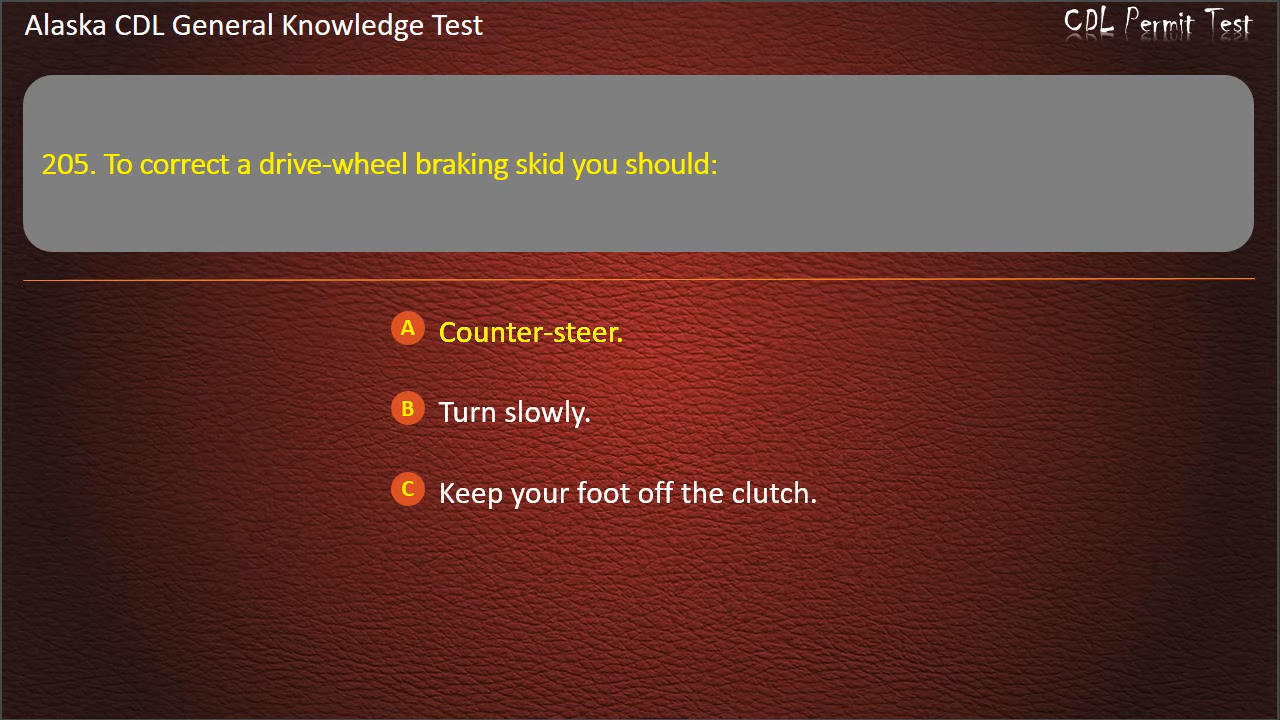 Alaska CDL General Knowledge Test
CDL Permit Test
205. To correct a drive-wheel braking skid you should:
A Counter-steer.
B Turn slowly.
C Keep your foot off the clutch.